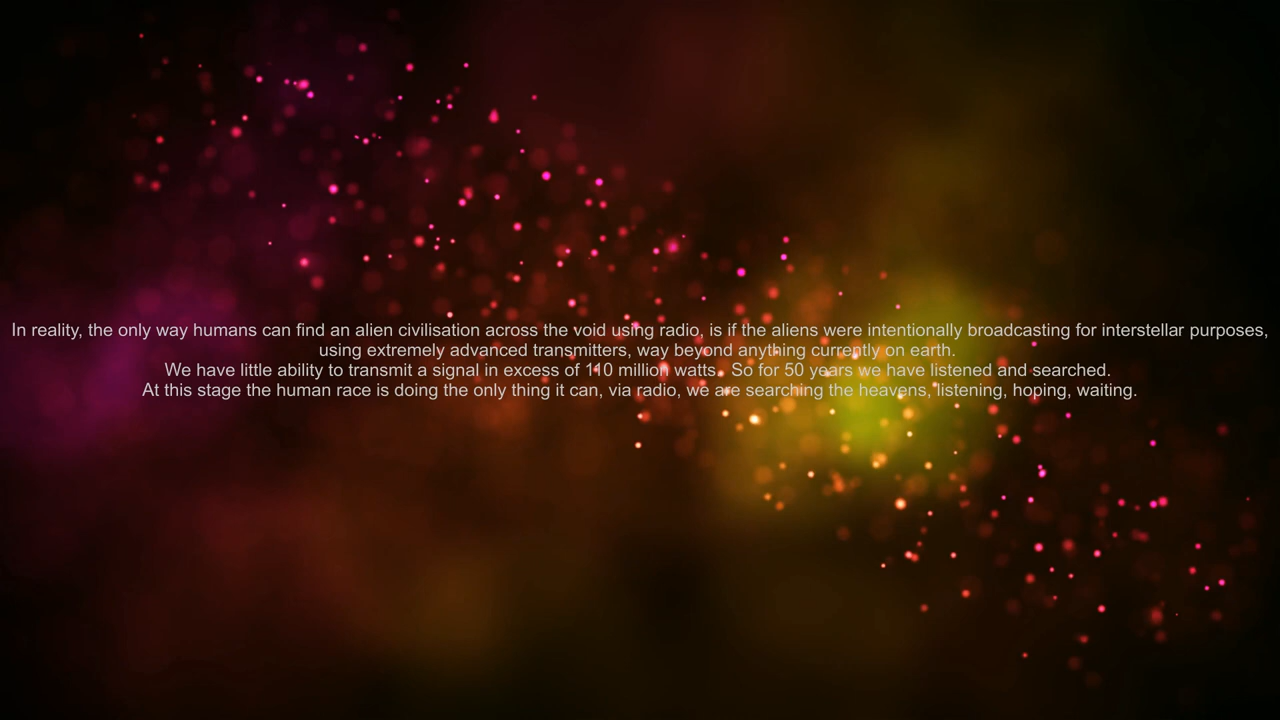 In reality, the only way humans can find an alien civilisation across the void using radio, is if the aliens were intentionally broadcasting for interstellar purposes,
using extremely advanced transmitters, way beyond anything currently on earth.
We have little ability to transmit a signal in excess of 110 million watts.  So for 50 years we have listened and searched.
At this stage the human race is doing the only thing it can, via radio, we are searching the heavens, listening, hoping, waiting.